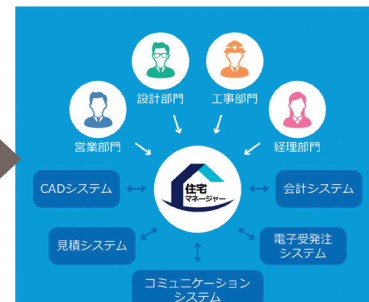 設計部門
工事部門
営業部門
経理部門
住宅
マネージャー
CADシステム
会計システム
見積システム
電子受発注
システム
コミュニケーション
システム